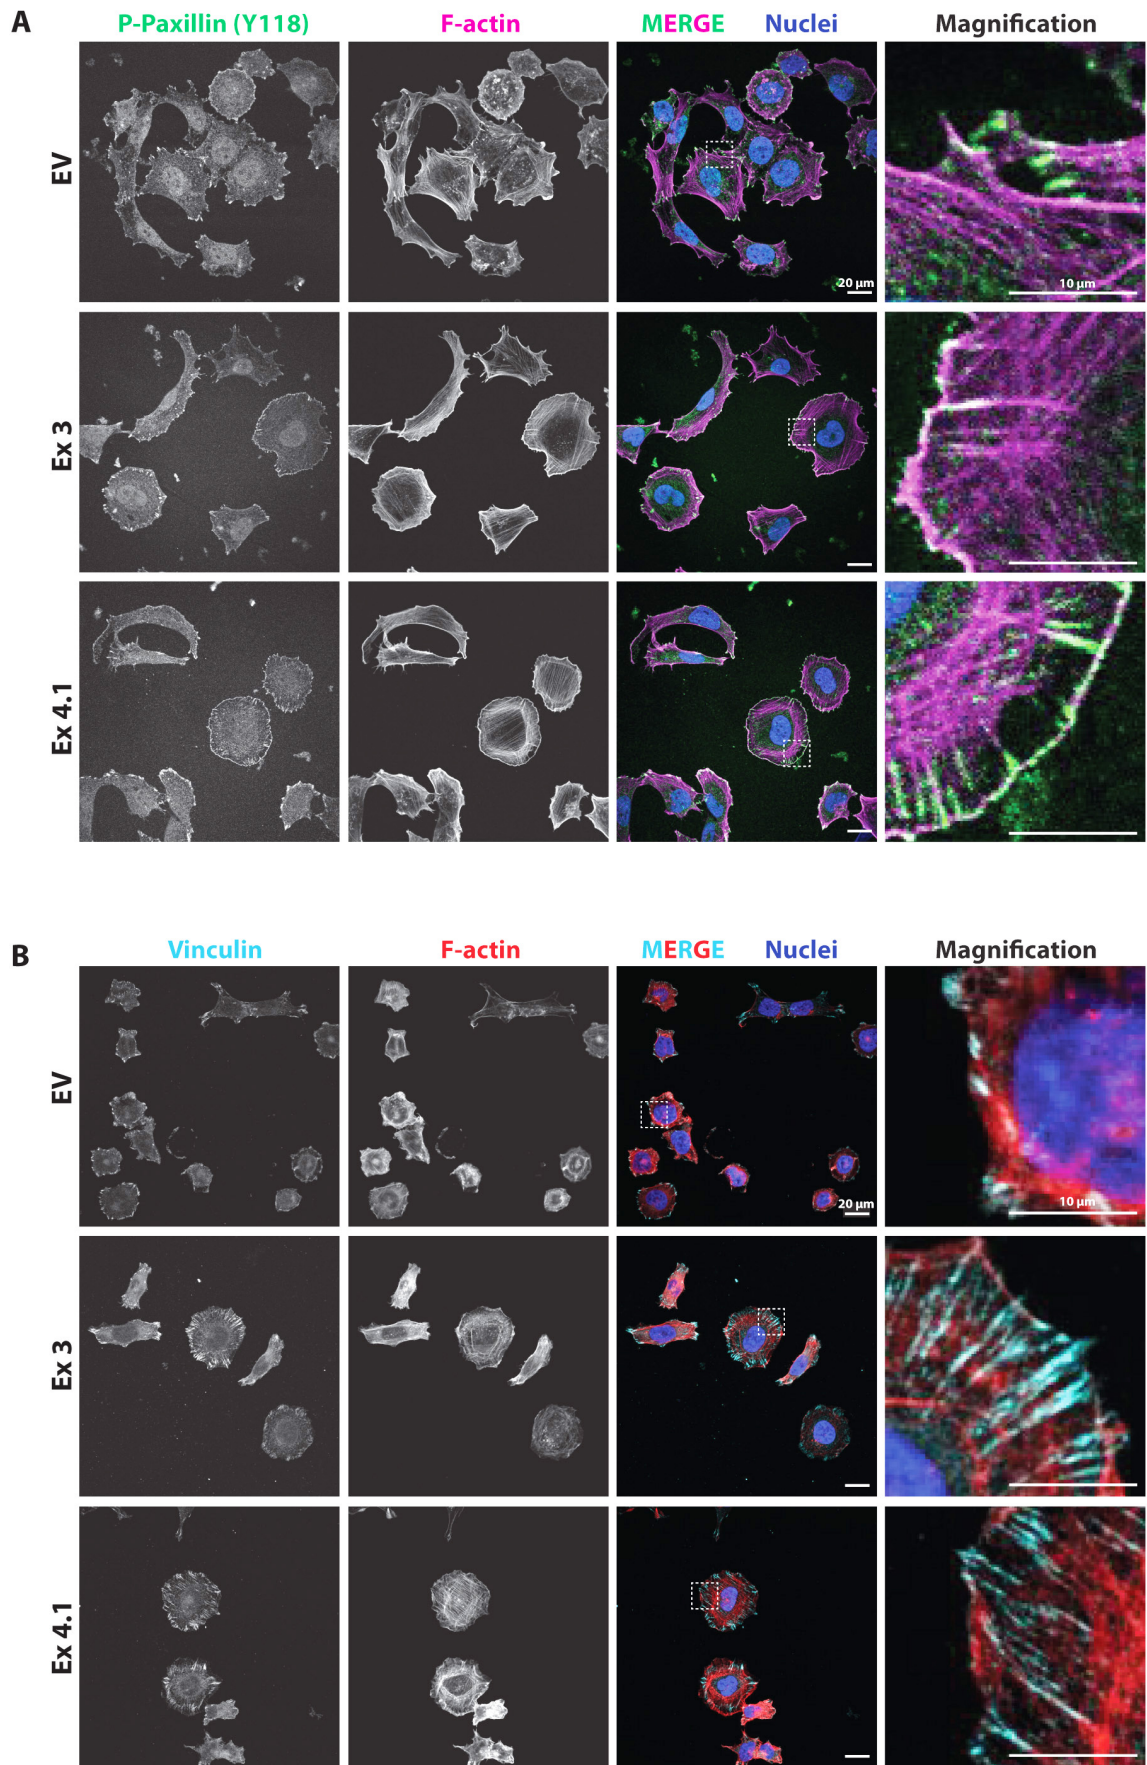 A
P-Paxillin (Y118) F-actin MERGE Nuclei Magnification
EV
20 µm
10 µm
Ex 3
Ex 4.1
B
Vinculin F-actin MERGE Nuclei Magnification
EV
20 µm
10 µm
Ex 3
Ex 4.1